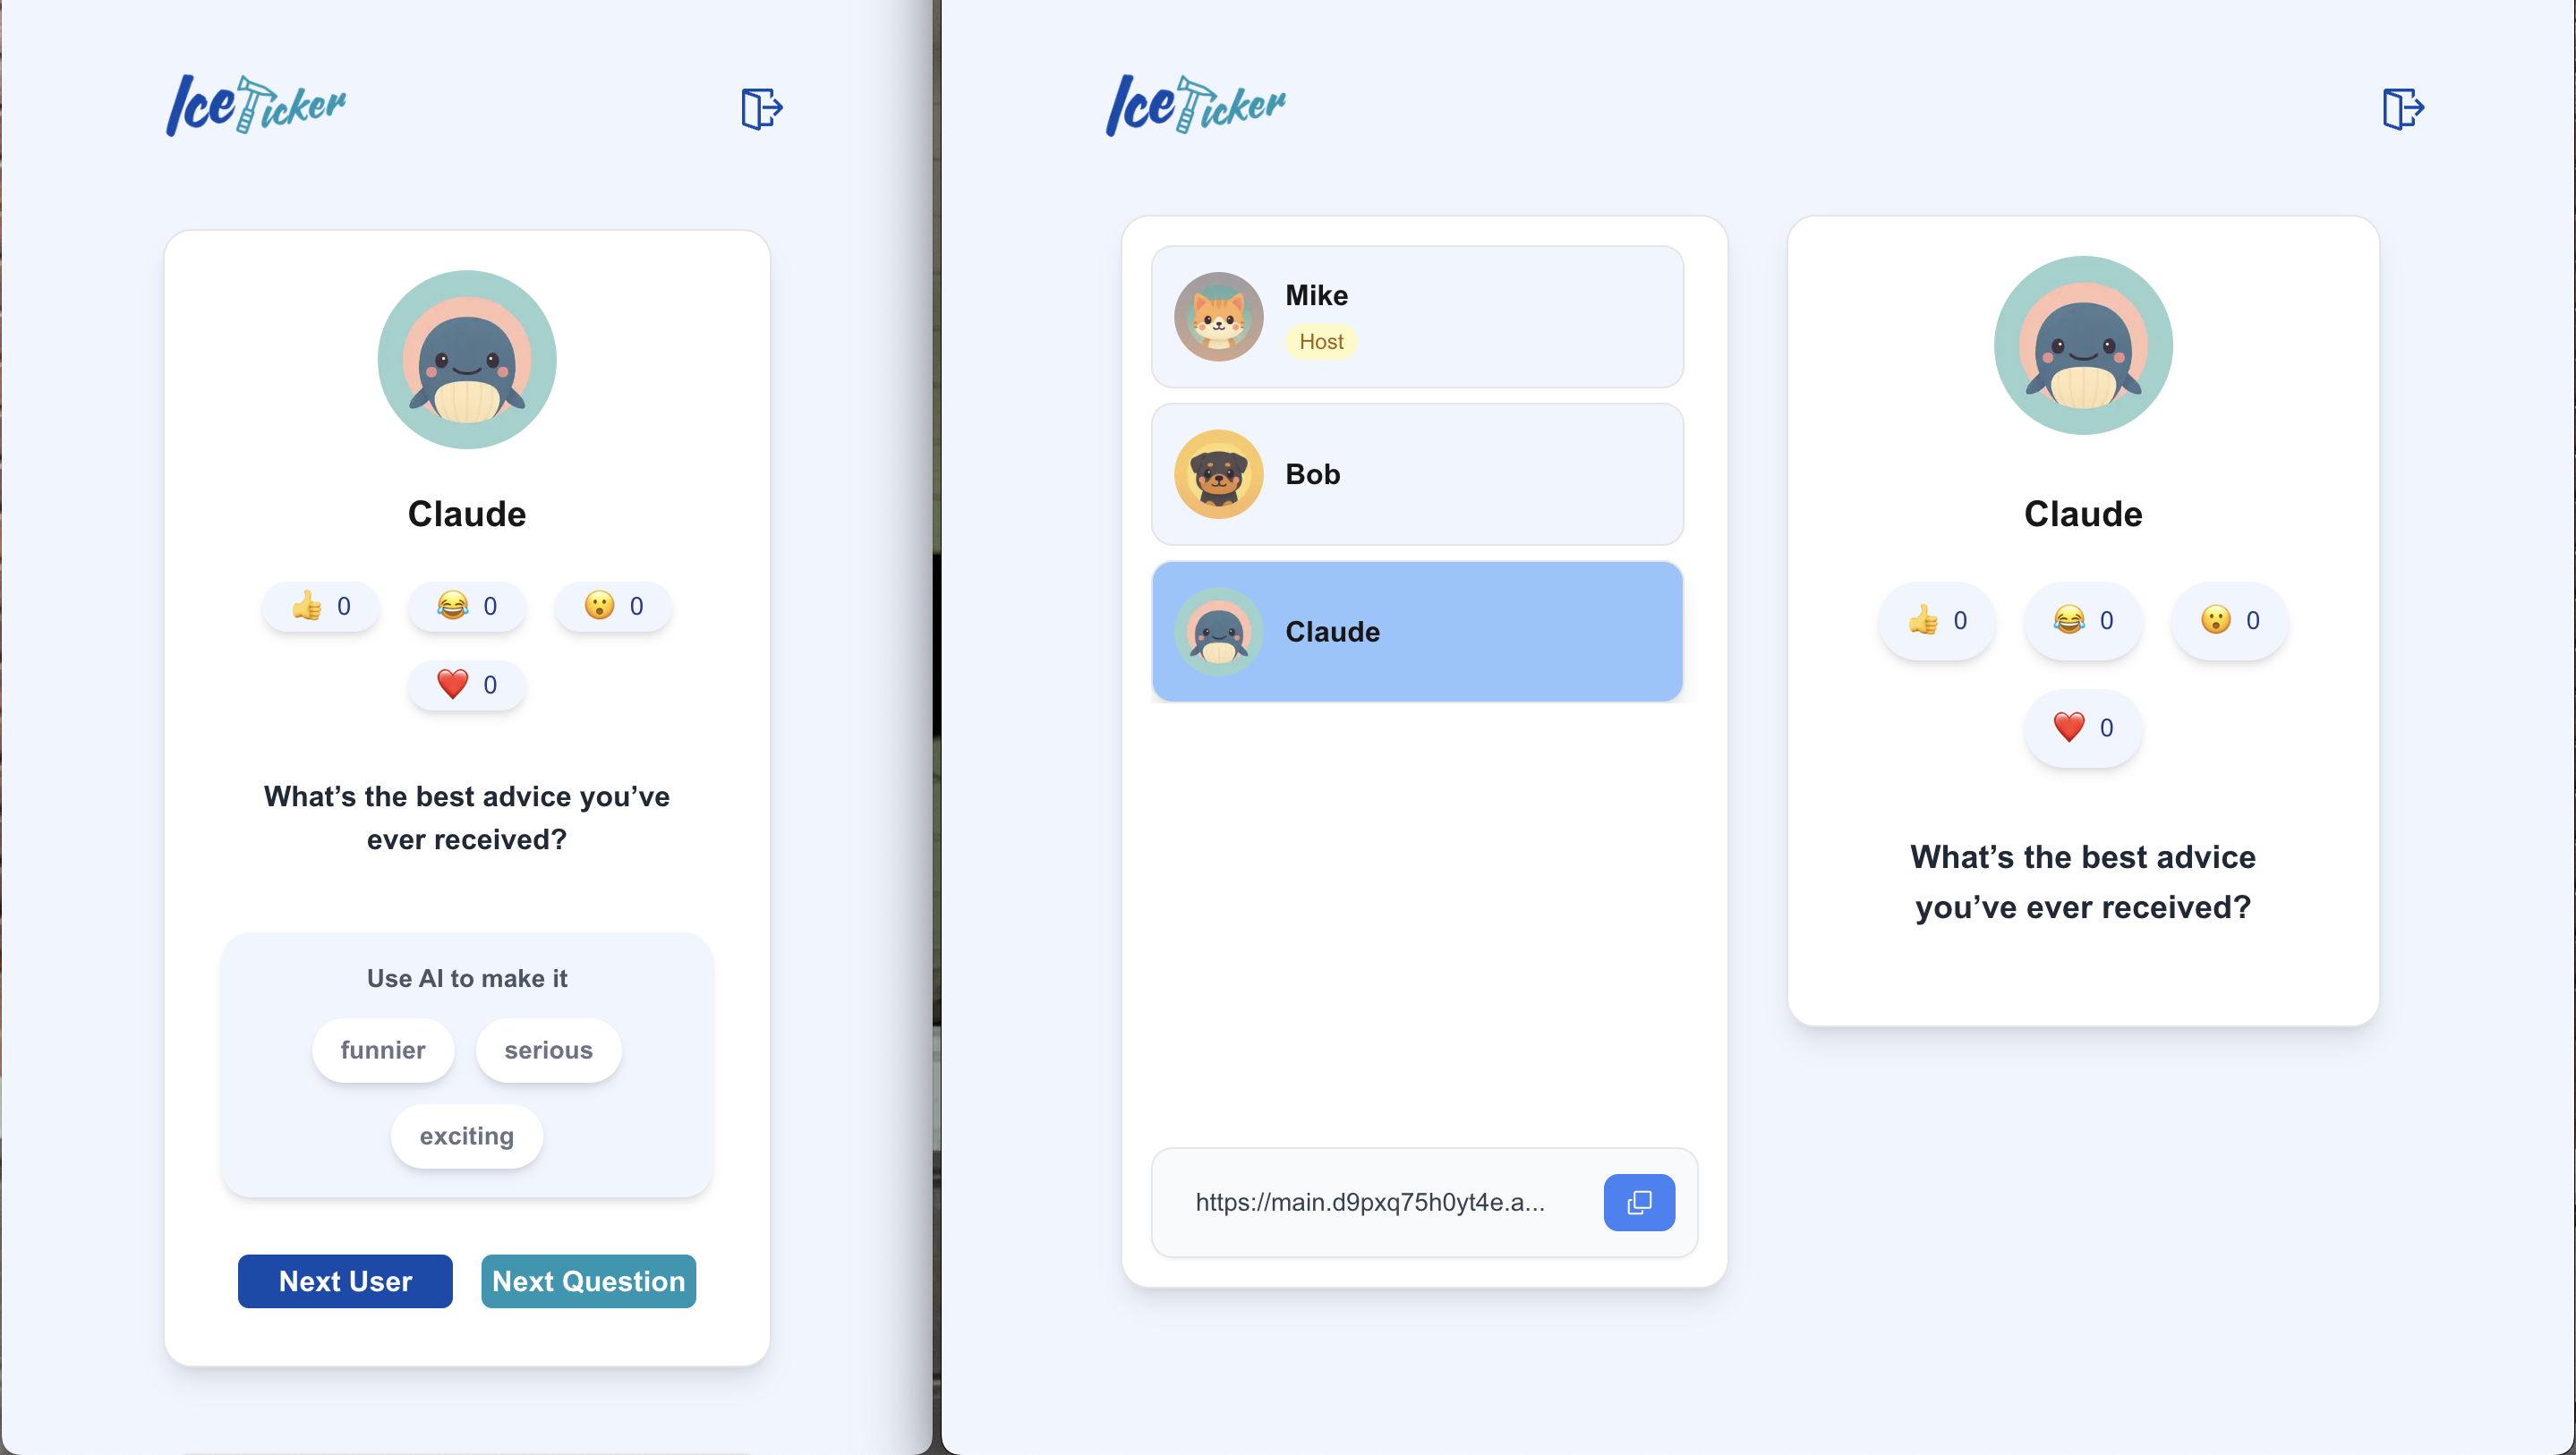 IceTicker
Claude
👍 0
😂 0
😮 0
❤️ 0
What’s the best advice you’ve
ever received?
Use AI to make it
funnier
serious
exciting
Next User
Next Question
IceTicker
Mike
Host
Bob
Claude
https://main.d9pxq75h0yt4e.a...
Claude
👍 0
😂 0
😮 0
❤️ 0
What’s the best advice
you’ve ever received?